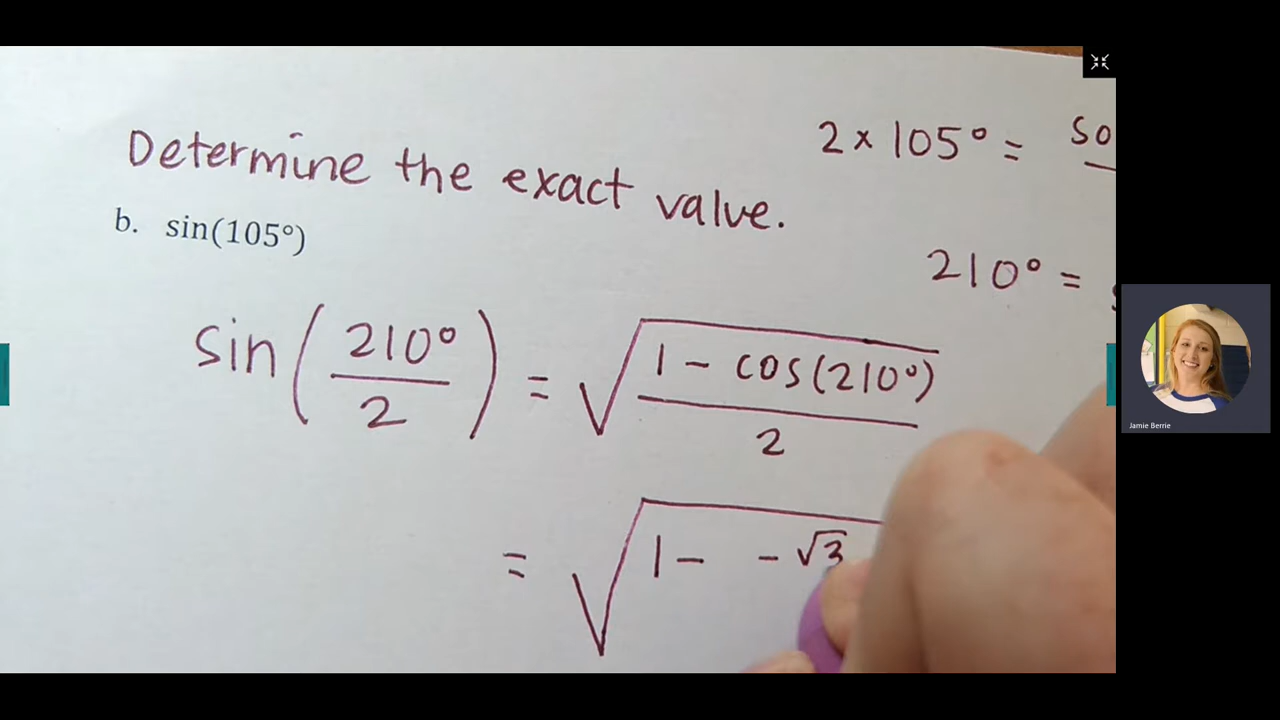 2 × 105° = so
Determine the exact value.
b. sin(105°)
210° =
sin(210°/2) = √((1 - cos(210°))/2)
= √(1 - -√3
Jamie Berrie